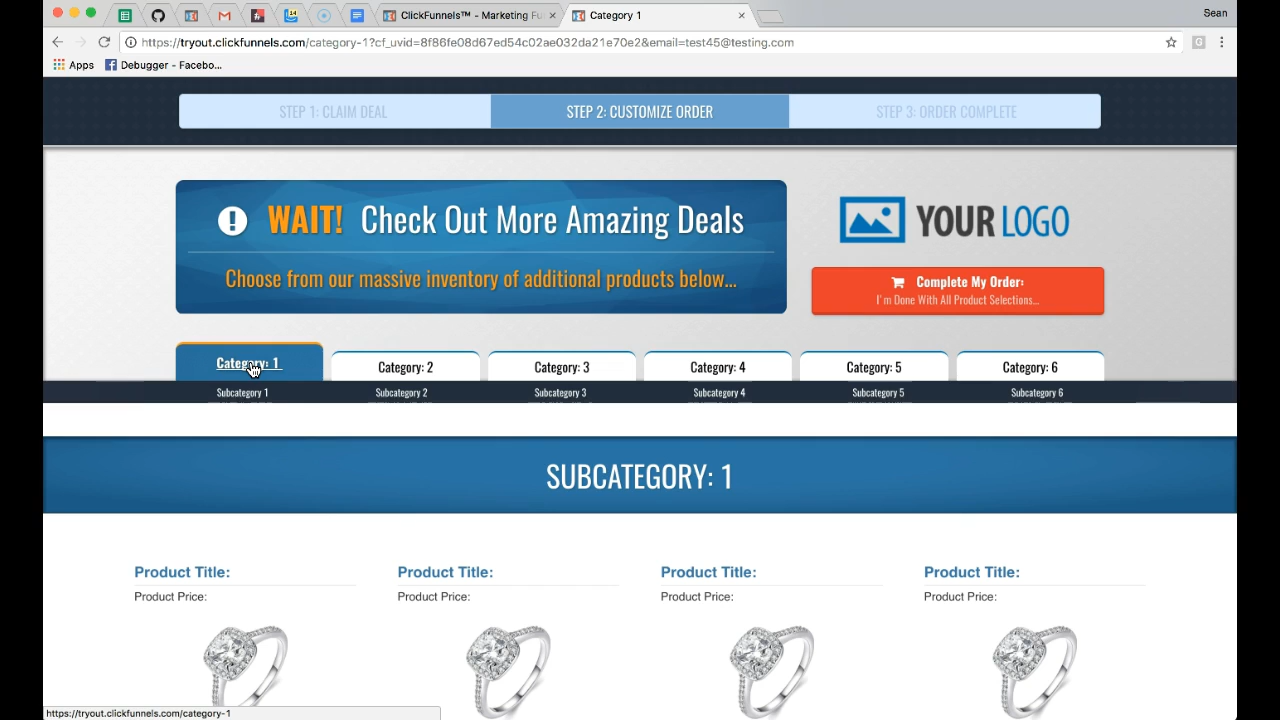 ClickFunnels™ - Marketing Fu
Category 1
Sean
https://tryout.clickfunnels.com/category-1?cf_uvid=8f86fe08d67ed54c02ae032da21e70e2&email=test45@testing.com
Apps
Debugger - Facebo...
STEP 1: CLAIM DEAL
STEP 2: CUSTOMIZE ORDER
STEP 3: ORDER COMPLETE
WAIT! Check Out More Amazing Deals
Choose from our massive inventory of additional products below...
YOUR LOGO
Complete My Order:
I'm Done With All Product Selections...
Category: 1
Category: 2
Category: 3
Category: 4
Category: 5
Category: 6
Subcategory 1
Subcategory 2
Subcategory 3
Subcategory 4
Subcategory 5
Subcategory 6
SUBCATEGORY: 1
Product Title:
Product Title:
Product Title:
Product Title:
Product Price:
Product Price:
Product Price:
Product Price:
https://tryout.clickfunnels.com/category-1